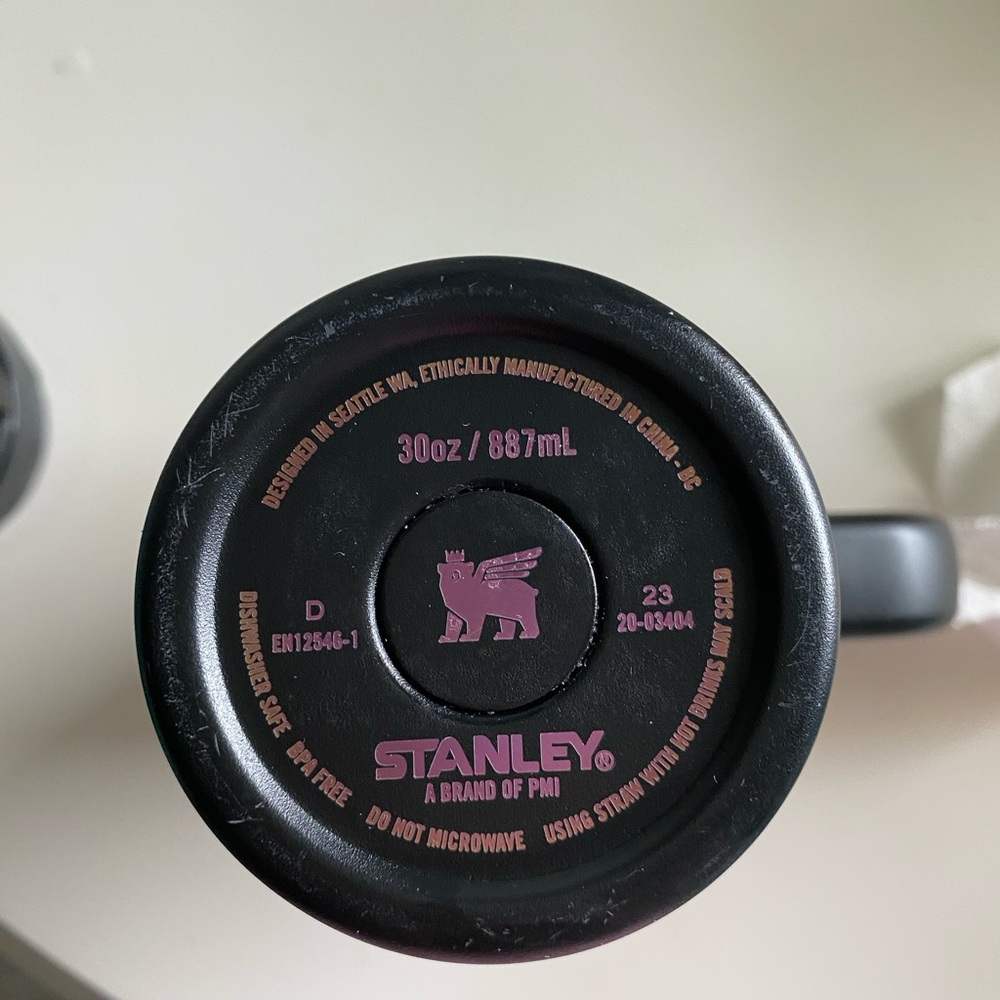 DESIGNED IN SEATTLE WA, ETHICALLY MANUFACTURED IN CHINA - BC
30oz / 887mL
D
EN12546-1
23
20-03404
STANLEY®
A BRAND OF PMI
DISHWASHER SAFE BPA FREE DO NOT MICROWAVE USING STRAW WITH HOT DRINKS MAY SCALD